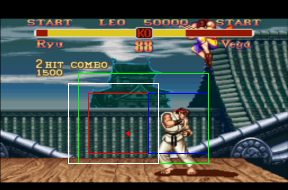 START LEO 50000 START
KO
Ryu 88 Vega
2 HIT COMBO
1500